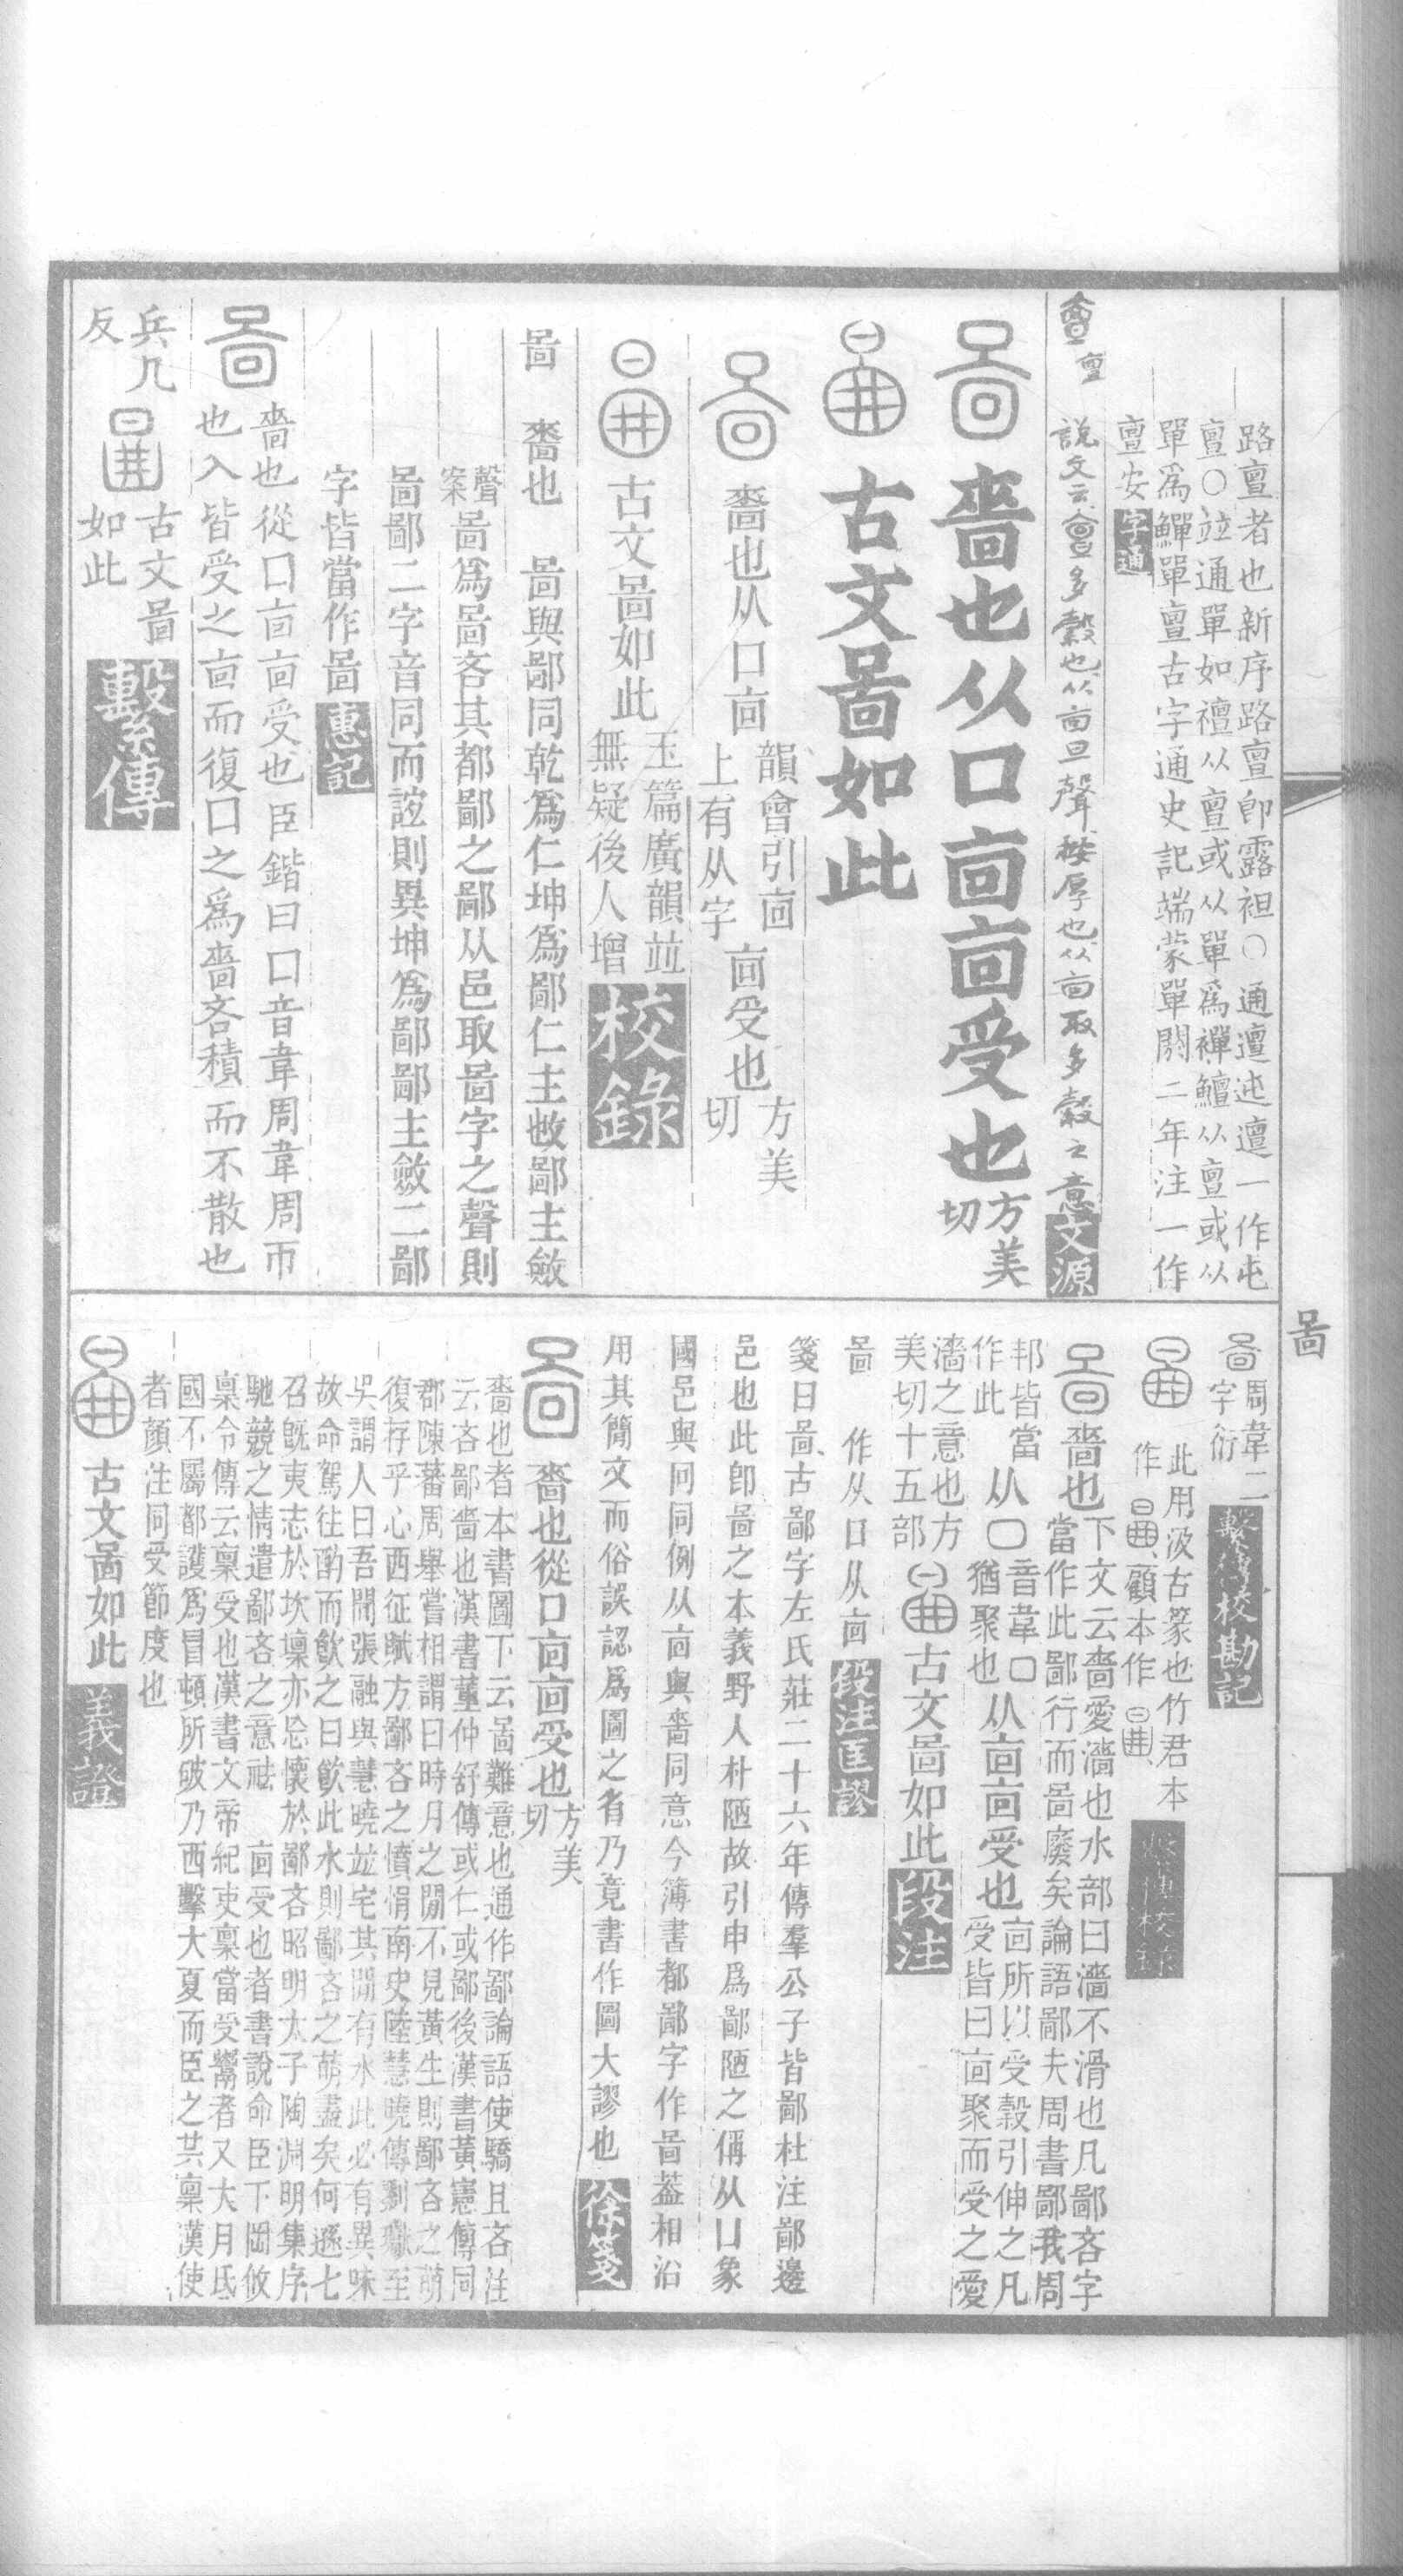 路亶者也新序路亶卽露袒○通邅迍邅一作屯
亶○竝通單如襢从亶或从單爲襌鱣从亶或从
單爲鱓單亶古字通史記端蒙單閼二年注一作
亶安字通
亶 說文云亶多穀也从㐭旦聲桉厚也从㐭取多穀之意文源
嗇也从口㐭㐭受也方美切
古文啚如此
嗇也从口㐭韻會引㐭上有从字㐭受也方美切
古文啚如此玉篇廣韻竝無疑後人增校錄
啚 嗇也 啚與鄙同乾爲仁坤爲鄙仁主敀鄙主斂
聲案啚爲啚吝其都鄙之鄙从邑取啚字之聲則
啚鄙二字音同而誼則異坤爲鄙鄙主斂二鄙
字皆當作啚惠記
嗇也從囗㐭㐭受也臣鍇曰囗音韋周韋周帀
也入皆受之㐭而復囗之爲嗇吝積而不散也
兵几反 古文啚如此繫傳
啚
啚周韋二字衍繫傳校勘記
此用汲古篆也竹君本作 顧本作
嗇也下文云嗇愛濇也水部曰濇不滑也凡鄙吝字
當作此鄙行而啚廢矣論語鄙夫周書鄙我周
邦皆當作此从囗音韋囗猶聚也从㐭㐭受也㐭所以受穀引伸之凡受皆曰㐭聚而受之愛
濇之意也方美切十五部 古文啚如此段注
啚 作从口从㐭段注匡謬
箋曰啚古鄙字左氏莊二十六年傳羣公子皆鄙杜注鄙邊
邑也此卽啚之本義野人朴陋故引申爲鄙陋之偁从囗象
國邑與冋同例从㐭與嗇同意今簿書都鄙字作啚葢相沿
用其簡文而俗誤認爲圖之省乃竟書作圖大謬也徐箋
嗇也從口㐭㐭受也方美切
嗇也者本書圖下云啚難意也通作鄙論語使驕且吝注
云吝鄙嗇也漢書董仲舒傳或仁或鄙後漢書黃憲傳同
郡陳蕃周舉嘗相謂曰時月之閒不見黃生則鄙吝之萌
復存乎心西征賦方鄙吝之憤悁南史陸慧曉傳劉瓛至
吳謂人曰吾聞張融與慧曉竝宅其閒有水此必有異味
故命駕往酌而飮之曰飮此水則鄙吝之萌盡矣何遜七
召旣夷志於坎壇亦忘懷於鄙吝昭明太子陶淵明集序
馳競之情遣鄙吝之意祛 㐭受也者書說命臣下罔攸
稟令傳云稟受也漢書文帝紀吏稟當受鬻者又大月氏
國不屬都護爲冒頓所破乃西擊大夏而臣之共稟漢使
者顏注同受節度也
古文啚如此義證